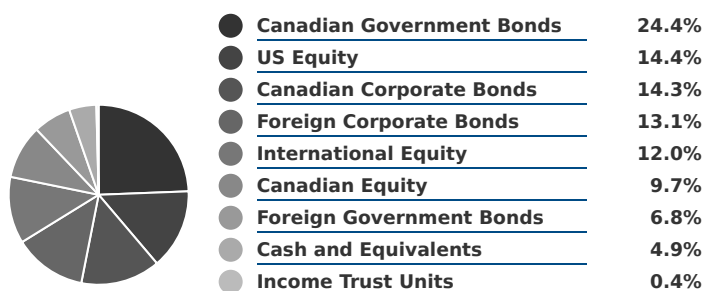 Canadian Government Bonds 24.4%
US Equity 14.4%
Canadian Corporate Bonds 14.3%
Foreign Corporate Bonds 13.1%
International Equity 12.0%
Canadian Equity 9.7%
Foreign Government Bonds 6.8%
Cash and Equivalents 4.9%
Income Trust Units 0.4%